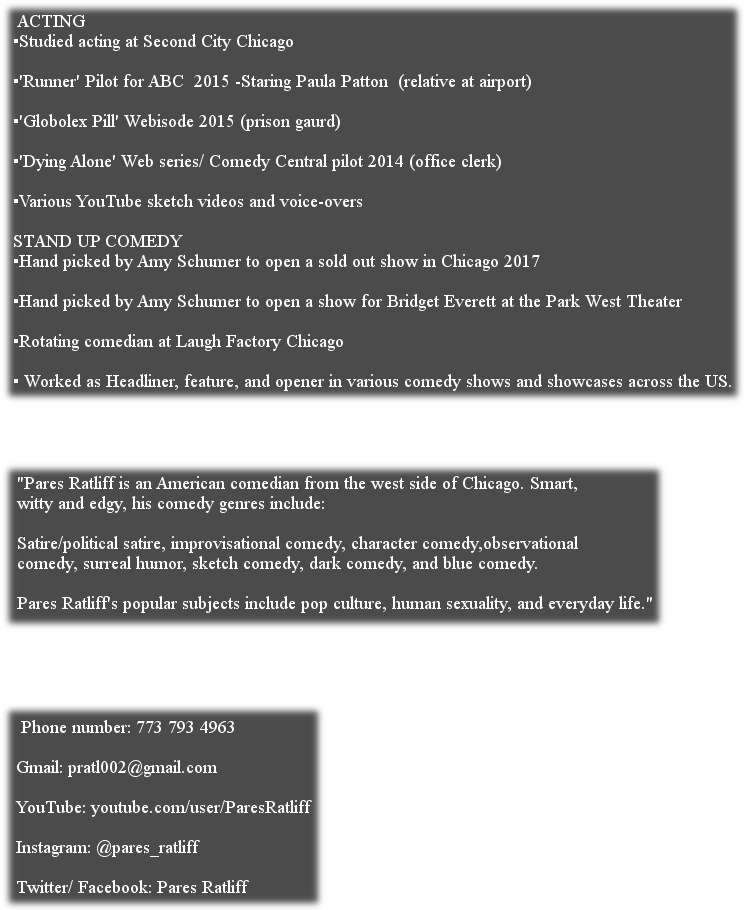 ACTING
▪Studied acting at Second City Chicago
▪'Runner' Pilot for ABC  2015 -Staring Paula Patton  (relative at airport)
▪'Globolex Pill' Webisode 2015 (prison gaurd)
▪'Dying Alone' Web series/ Comedy Central pilot 2014 (office clerk)
▪Various YouTube sketch videos and voice-overs
STAND UP COMEDY
▪Hand picked by Amy Schumer to open a sold out show in Chicago 2017
▪Hand picked by Amy Schumer to open a show for Bridget Everett at the Park West Theater
▪Rotating comedian at Laugh Factory Chicago
▪ Worked as Headliner, feature, and opener in various comedy shows and showcases across the US.
"Pares Ratliff is an American comedian from the west side of Chicago. Smart,
witty and edgy, his comedy genres include:
Satire/political satire, improvisational comedy, character comedy,observational
comedy, surreal humor, sketch comedy, dark comedy, and blue comedy.
Pares Ratliff's popular subjects include pop culture, human sexuality, and everyday life."
Phone number: 773 793 4963
Gmail: pratl002@gmail.com
YouTube: youtube.com/user/ParesRatliff
Instagram: @pares_ratliff
Twitter/ Facebook: Pares Ratliff